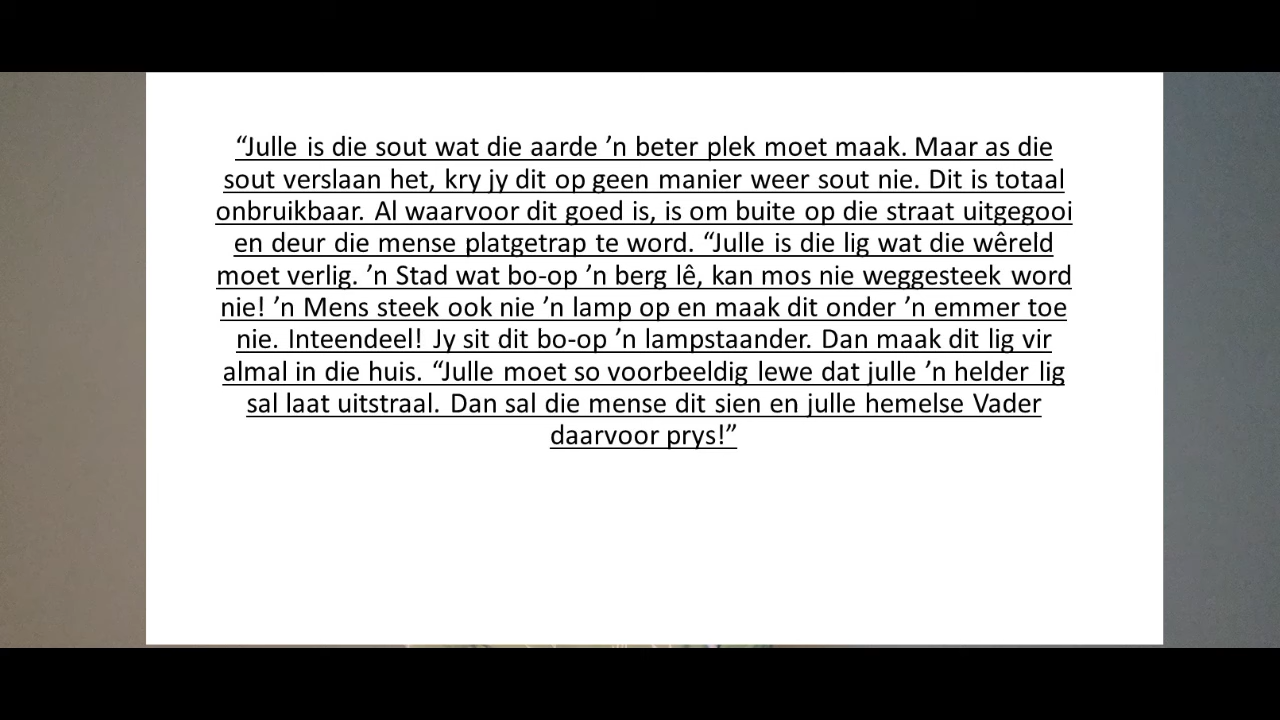 “Julle is die sout wat die aarde ’n beter plek moet maak. Maar as die
sout verslaan het, kry jy dit op geen manier weer sout nie. Dit is totaal
onbruikbaar. Al waarvoor dit goed is, is om buite op die straat uitgegooi
en deur die mense platgetrap te word. “Julle is die lig wat die wêreld
moet verlig. ’n Stad wat bo-op ’n berg lê, kan mos nie weggesteek word
nie! ’n Mens steek ook nie ’n lamp op en maak dit onder ’n emmer toe
nie. Inteendeel! Jy sit dit bo-op ’n lampstaander. Dan maak dit lig vir
almal in die huis. “Julle moet so voorbeeldig lewe dat julle ’n helder lig
sal laat uitstraal. Dan sal die mense dit sien en julle hemelse Vader
daarvoor prys!”